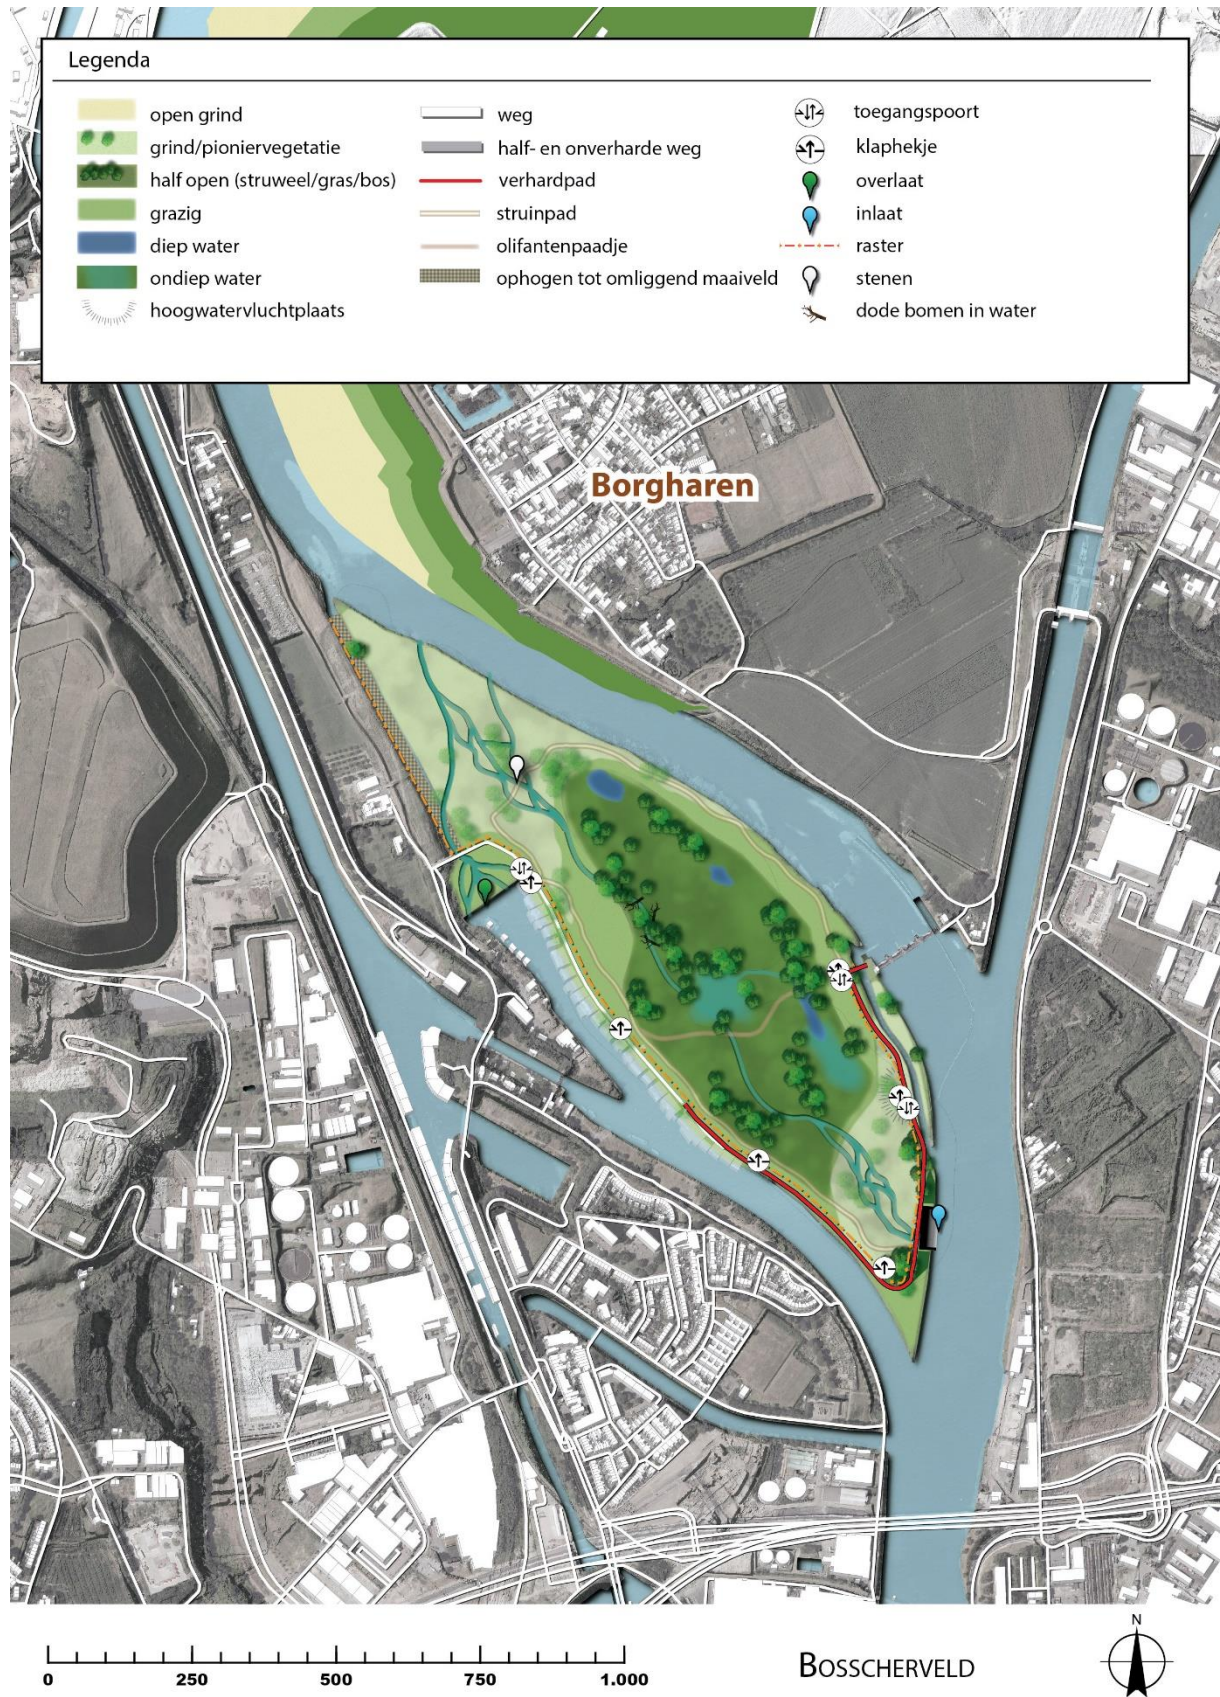 Legenda
open grind
grind/pioniervegetatie
half open (struweel/gras/bos)
grazig
diep water
ondiep water
hoogwatervluchtplaats
weg
half- en onverharde weg
verhardpad
struinpad
olifantenpaadje
ophogen tot omliggend maaiveld
toegangspoort
klaphekje
overlaat
inlaat
raster
stenen
dode bomen in water
Borgharen
0 250 500 750 1.000
BOSSCHERVELD
N